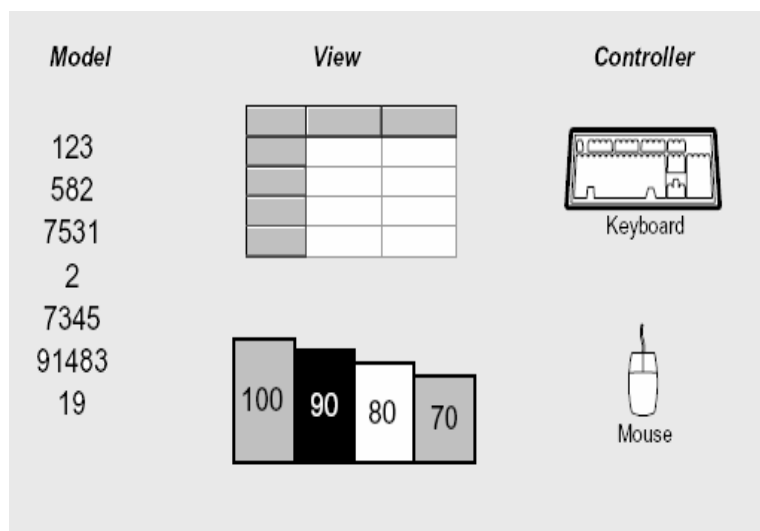 Model
View
Controller
123
582
7531
2
7345
91483
19
100
90
80
70
Keyboard
Mouse